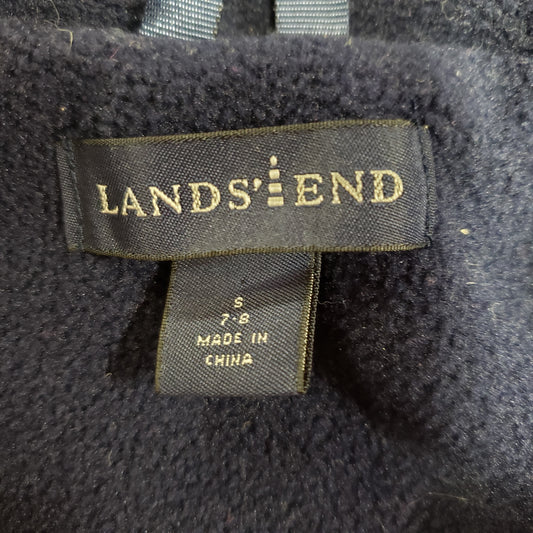 LANDS' END
S
7-8
MADE IN
CHINA